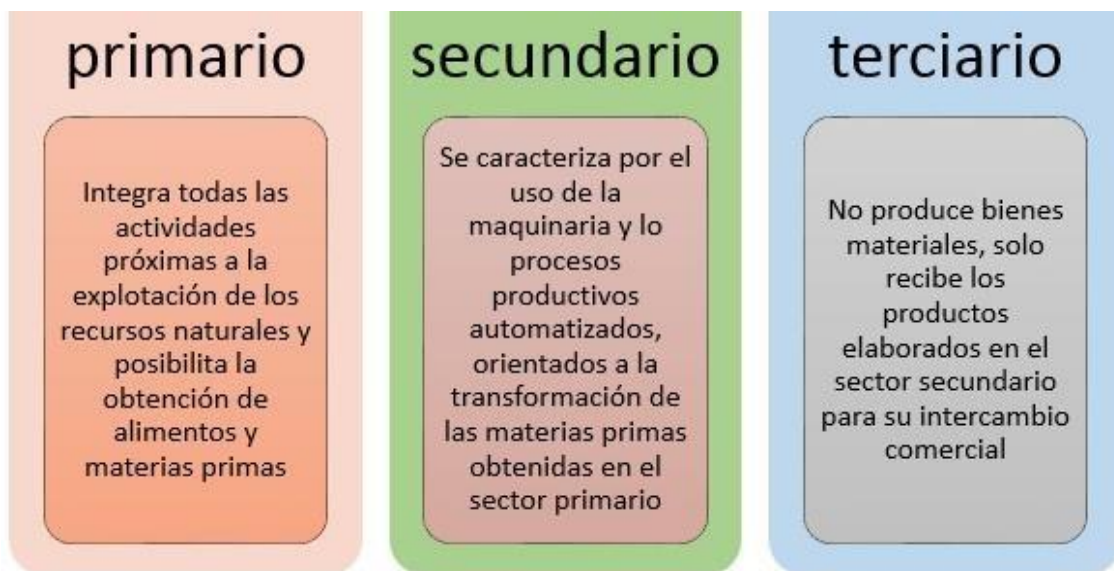 primario
Integra todas las
actividades
próximas a la
explotación de los
recursos naturales y
posibilita la
obtención de
alimentos y
materias primas
secundario
Se caracteriza por el
uso de la
maquinaria y lo
procesos
productivos
automatizados,
orientados a la
transformación de
las materias primas
obtenidas en el
sector primario
terciario
No produce bienes
materiales, solo
recibe los
productos
elaborados en el
sector secundario
para su intercambio
comercial